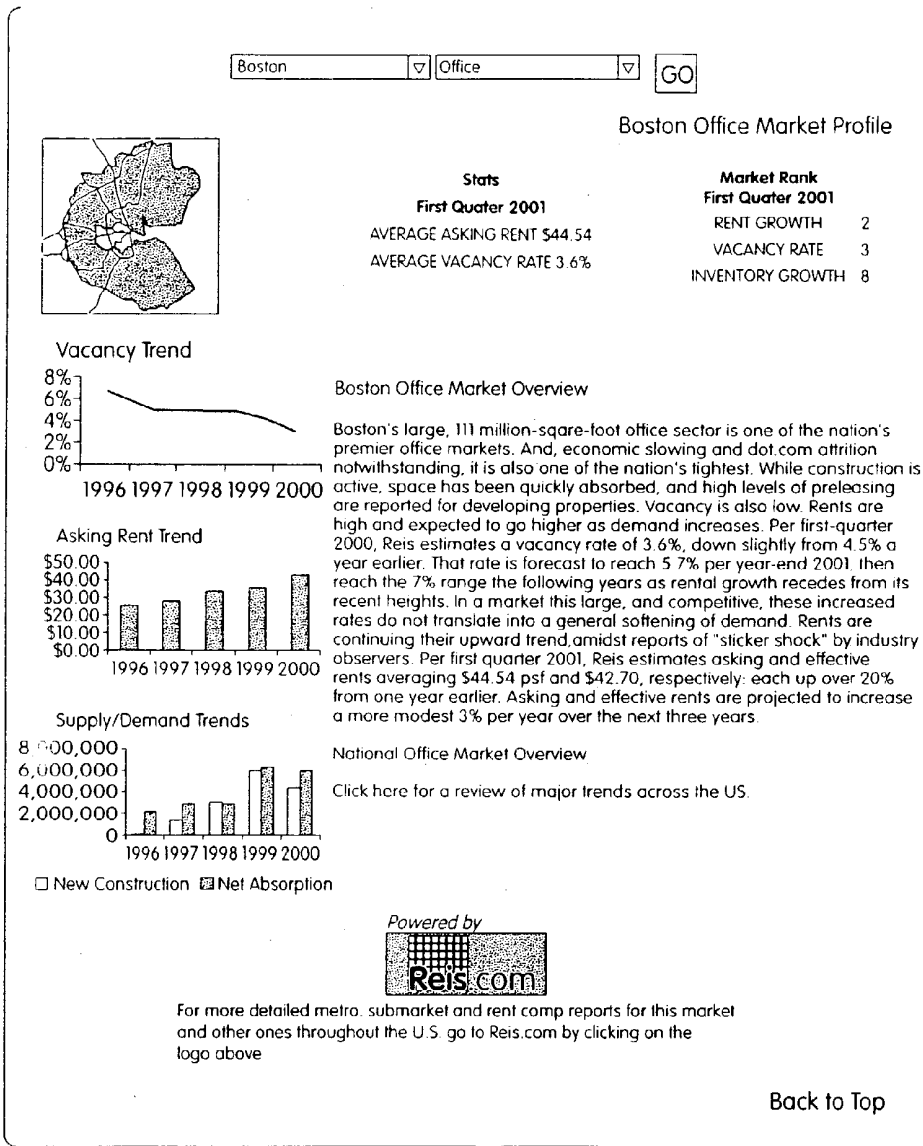 Boston Office GO
Boston Office Market Profile
Stats
First Quater 2001
AVERAGE ASKING RENT $44.54
AVERAGE VACANCY RATE 3.6%
Market Rank
First Quater 2001
RENT GROWTH 2
VACANCY RATE 3
INVENTORY GROWTH 8
Vacancy Trend
8%
6%
4%
2%
0%
1996 1997 1998 1999 2000
Asking Rent Trend
$50.00
$40.00
$30.00
$20.00
$10.00
$0.00
1996 1997 1998 1999 2000
Supply/Demand Trends
8,000,000
6,000,000
4,000,000
2,000,000
0
1996 1997 1998 1999 2000
New Construction Net Absorption
Boston Office Market Overview
Boston's large, 111 million-sqare-foot office sector is one of the nation's
premier office markets. And, economic slowing and dot.com attrition
notwithstanding, it is also one of the nation's tightest. While construction is
active, space has been quickly absorbed, and high levels of preleasing
are reported for developing properties. Vacancy is also low. Rents are
high and expected to go higher as demand increases. Per first-quarter
2000, Reis estimates a vacancy rate of 3.6%, down slightly from 4.5% a
year earlier. That rate is forecast to reach 5.7% per year-end 2001, then
reach the 7% range the following years as rental growth recedes from its
recent heights. In a market this large, and competitive, these increased
rates do not translate into a general softening of demand. Rents are
continuing their upward trend,amidst reports of "sticker shock" by industry
observers. Per first quarter 2001, Reis estimates asking and effective
rents averaging $44.54 psf and $42.70, respectively: each up over 20%
from one year earlier. Asking and effective rents are projected to increase
a more modest 3% per year over the next three years.
National Office Market Overview
Click here for a review of major trends across the US.
Powered by
Reis.com
For more detailed metro. submarket and rent comp reports for this market
and other ones throughout the U.S. go to Reis.com by clicking on the
logo above
Back to Top